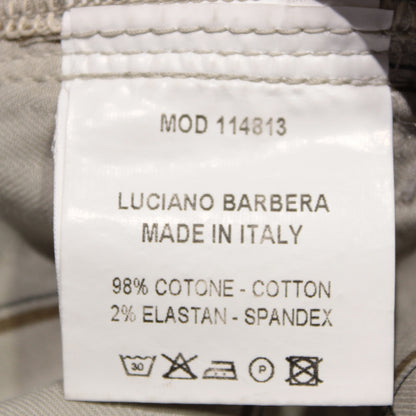 MOD 114813
LUCIANO BARBERA
MADE IN ITALY
98% COTONE - COTTON
2% ELASTAN - SPANDEX
30 P